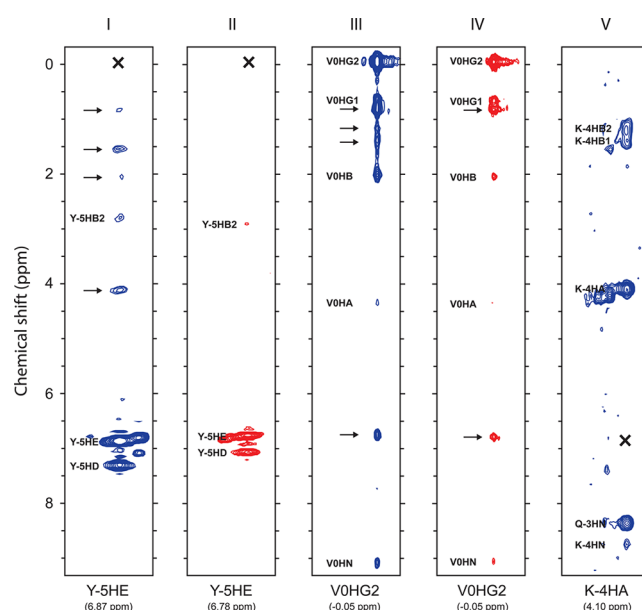 I II III IV V
Chemical shift (ppm)
0
2
4
6
8
Y-5HB2
Y-5HE
Y-5HD
Y-5HB2
Y-5HE
Y-5HD
V0HG2
V0HG1
V0HB
V0HA
V0HN
V0HG2
V0HG1
V0HB
V0HA
V0HN
K-4HB2
K-4HB1
K-4HA
Q-3HN
K-4HN
Y-5HE Y-5HE V0HG2 V0HG2 K-4HA
(6.87 ppm) (6.78 ppm) (-0.05 ppm) (-0.05 ppm) (4.10 ppm)